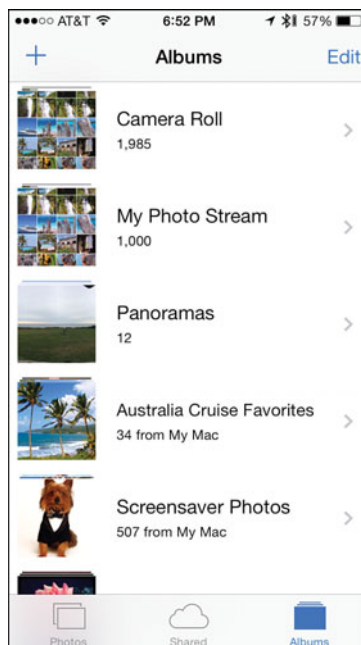 AT&T 6:52 PM 57%
Albums Edit
Camera Roll
1,985
My Photo Stream
1,000
Panoramas
12
Australia Cruise Favorites
34 from My Mac
Screensaver Photos
507 from My Mac
Photos Shared Albums